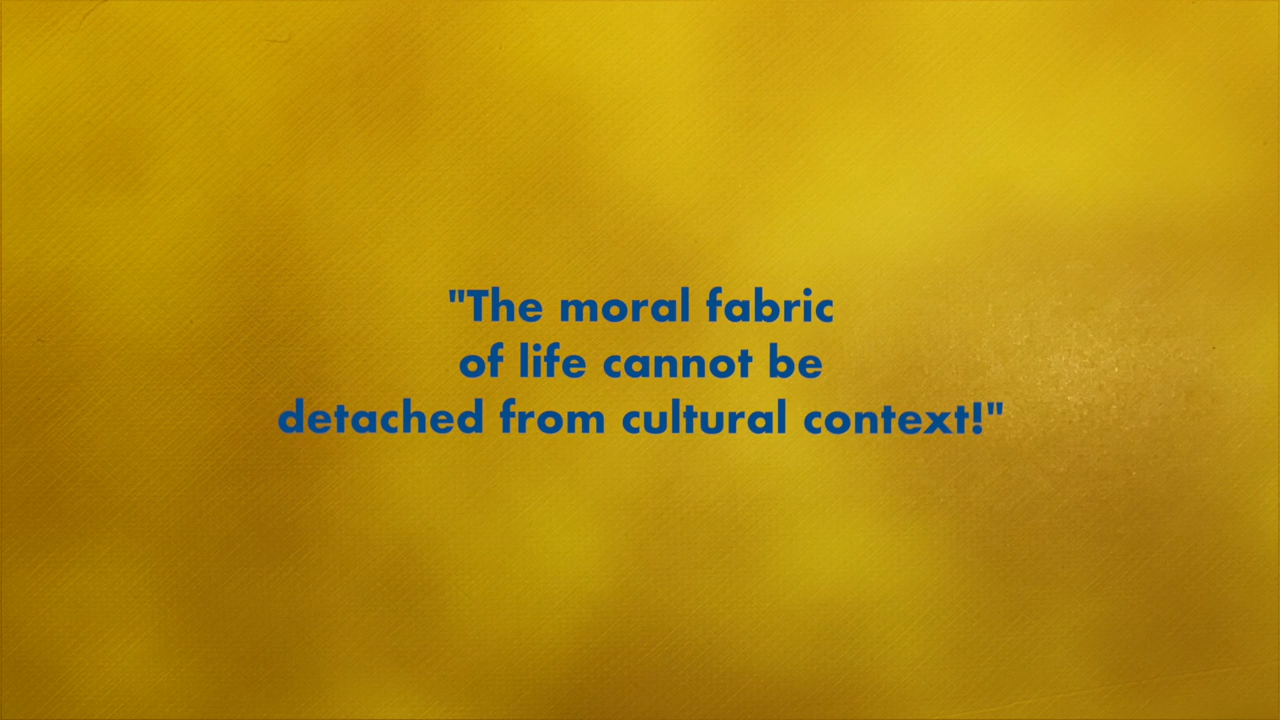 "The moral fabric
of life cannot be
detached from cultural context!"